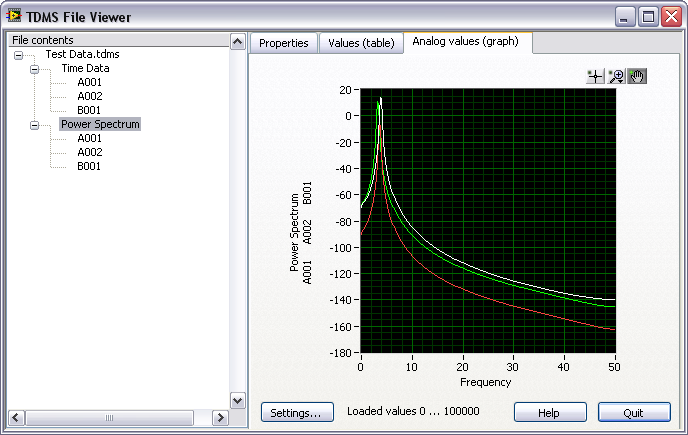 TDMS File Viewer
File contents
Test Data.tdms
Time Data
A001
A002
B001
Power Spectrum
A001
A002
B001
Properties
Values (table)
Analog values (graph)
20
0
-20
-40
-60
-80
-100
-120
-140
-160
-180
Power Spectrum
A001 A002 B001
0 10 20 30 40 50
Frequency
Settings...
Loaded values 0 ... 100000
Help
Quit